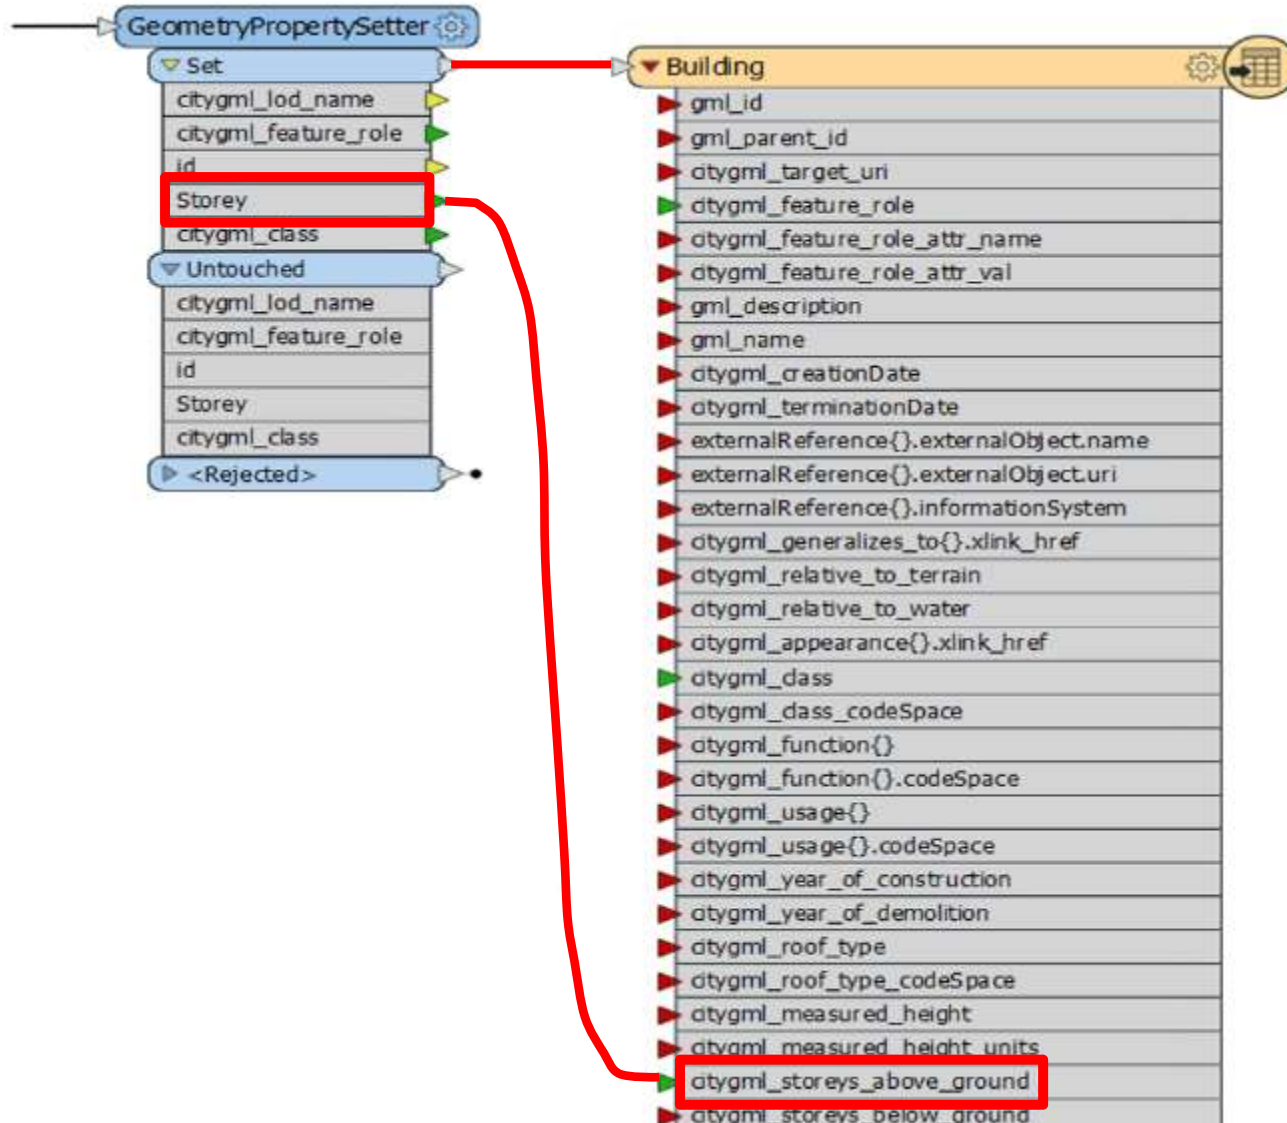 GeometryPropertySetter
Set
citygml_lod_name
citygml_feature_role
id
Storey
citygml_class
Untouched
citygml_lod_name
citygml_feature_role
id
Storey
citygml_class
<Rejected>
Building
gml_id
gml_parent_id
citygml_target_uri
citygml_feature_role
citygml_feature_role_attr_name
citygml_feature_role_attr_val
gml_description
gml_name
citygml_creationDate
citygml_terminationDate
externalReference{}.externalObject.name
externalReference{}.externalObject.uri
externalReference{}.informationSystem
citygml_generalizes_to{}.xlink_href
citygml_relative_to_terrain
citygml_relative_to_water
citygml_appearance{}.xlink_href
citygml_class
citygml_class_codeSpace
citygml_function{}
citygml_function{}.codeSpace
citygml_usage{}
citygml_usage{}.codeSpace
citygml_year_of_construction
citygml_year_of_demolition
citygml_roof_type
citygml_roof_type_codeSpace
citygml_measured_height
citygml_measured_height_units
citygml_storeys_above_ground
citygml_storeys_below_ground